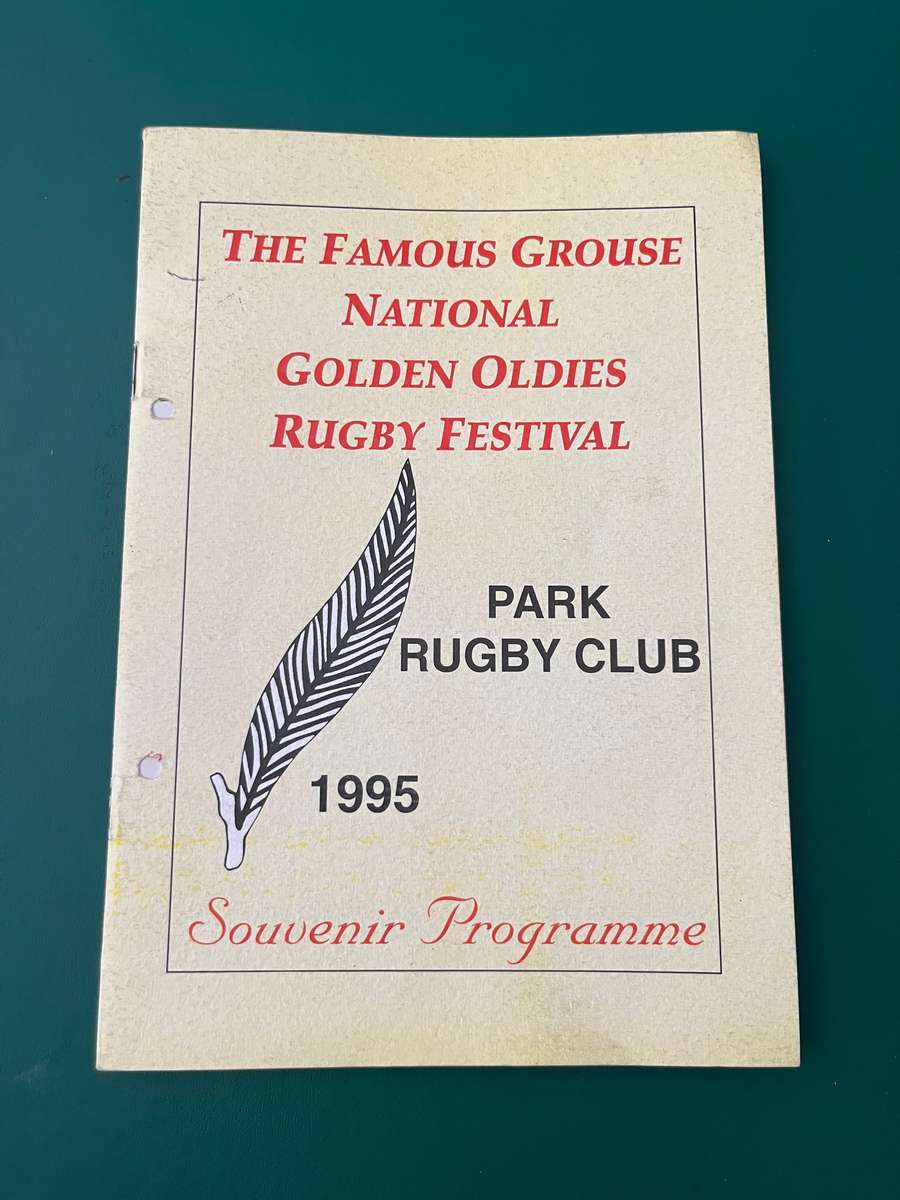 THE FAMOUS GROUSE
NATIONAL
GOLDEN OLDIES
RUGBY FESTIVAL
PARK
RUGBY CLUB
1995
Souvenir Programme